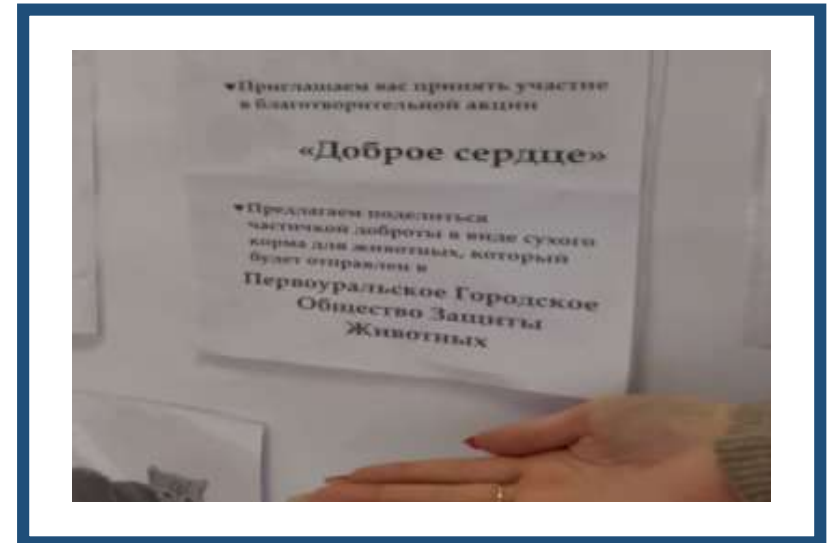 ♥Приглашаем вас принять участие
в благотворительной акции
«Доброе сердце»
♥Предлагаем поделиться
частичкой доброты в виде сухого
корма для животных, который
будет отправлен в
Первоуральское Городское
Общество Защиты
Животных